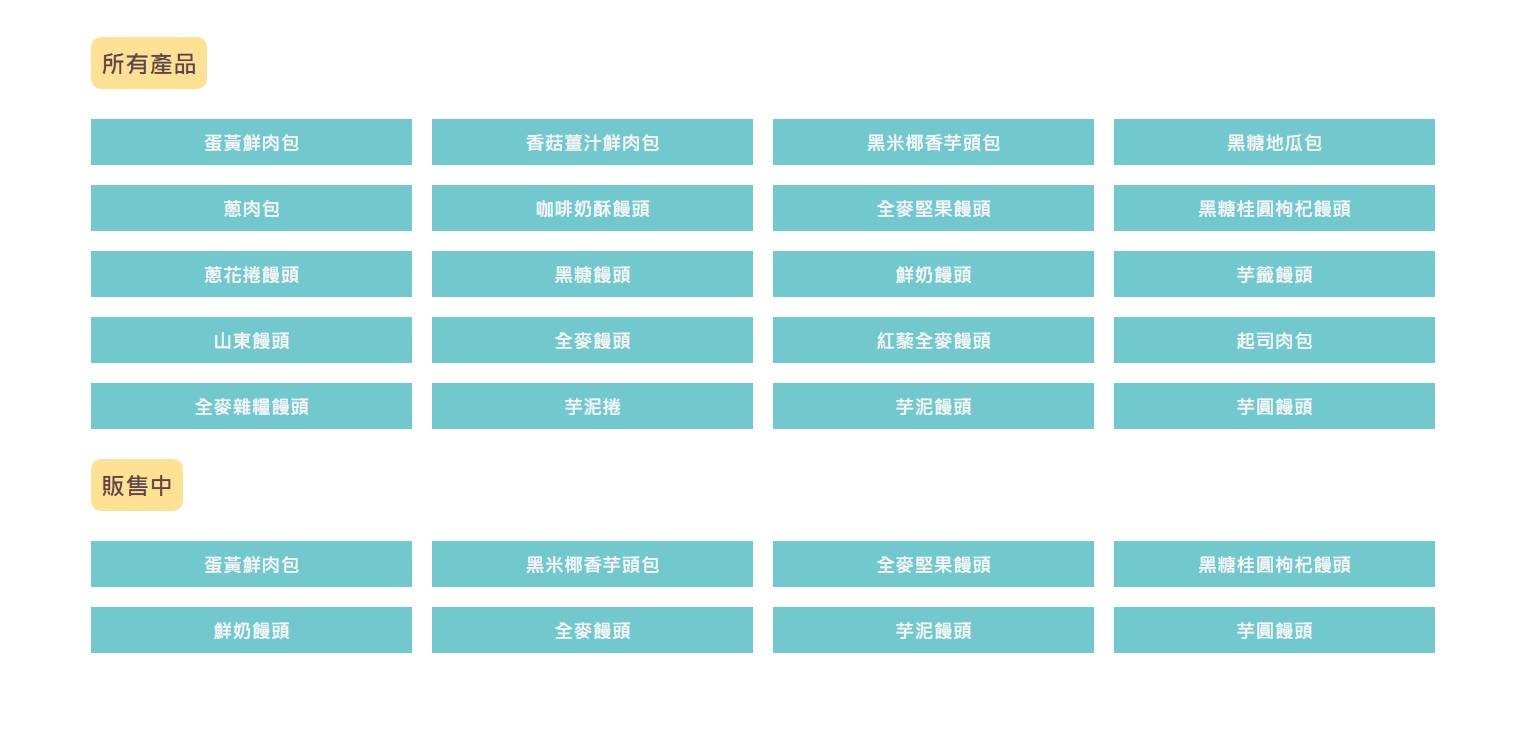 所有產品
蛋黃鮮肉包 香菇薑汁鮮肉包 黑米椰香芋頭包 黑糖地瓜包
蔥肉包 咖啡奶酥饅頭 全麥堅果饅頭 黑糖桂圓枸杞饅頭
蔥花捲饅頭 黑糖饅頭 鮮奶饅頭 芋籤饅頭
山東饅頭 全麥饅頭 紅藜全麥饅頭 起司肉包
全麥雜糧饅頭 芋泥捲 芋泥饅頭 芋圓饅頭
販售中
蛋黃鮮肉包 黑米椰香芋頭包 全麥堅果饅頭 黑糖桂圓枸杞饅頭
鮮奶饅頭 全麥饅頭 芋泥饅頭 芋圓饅頭